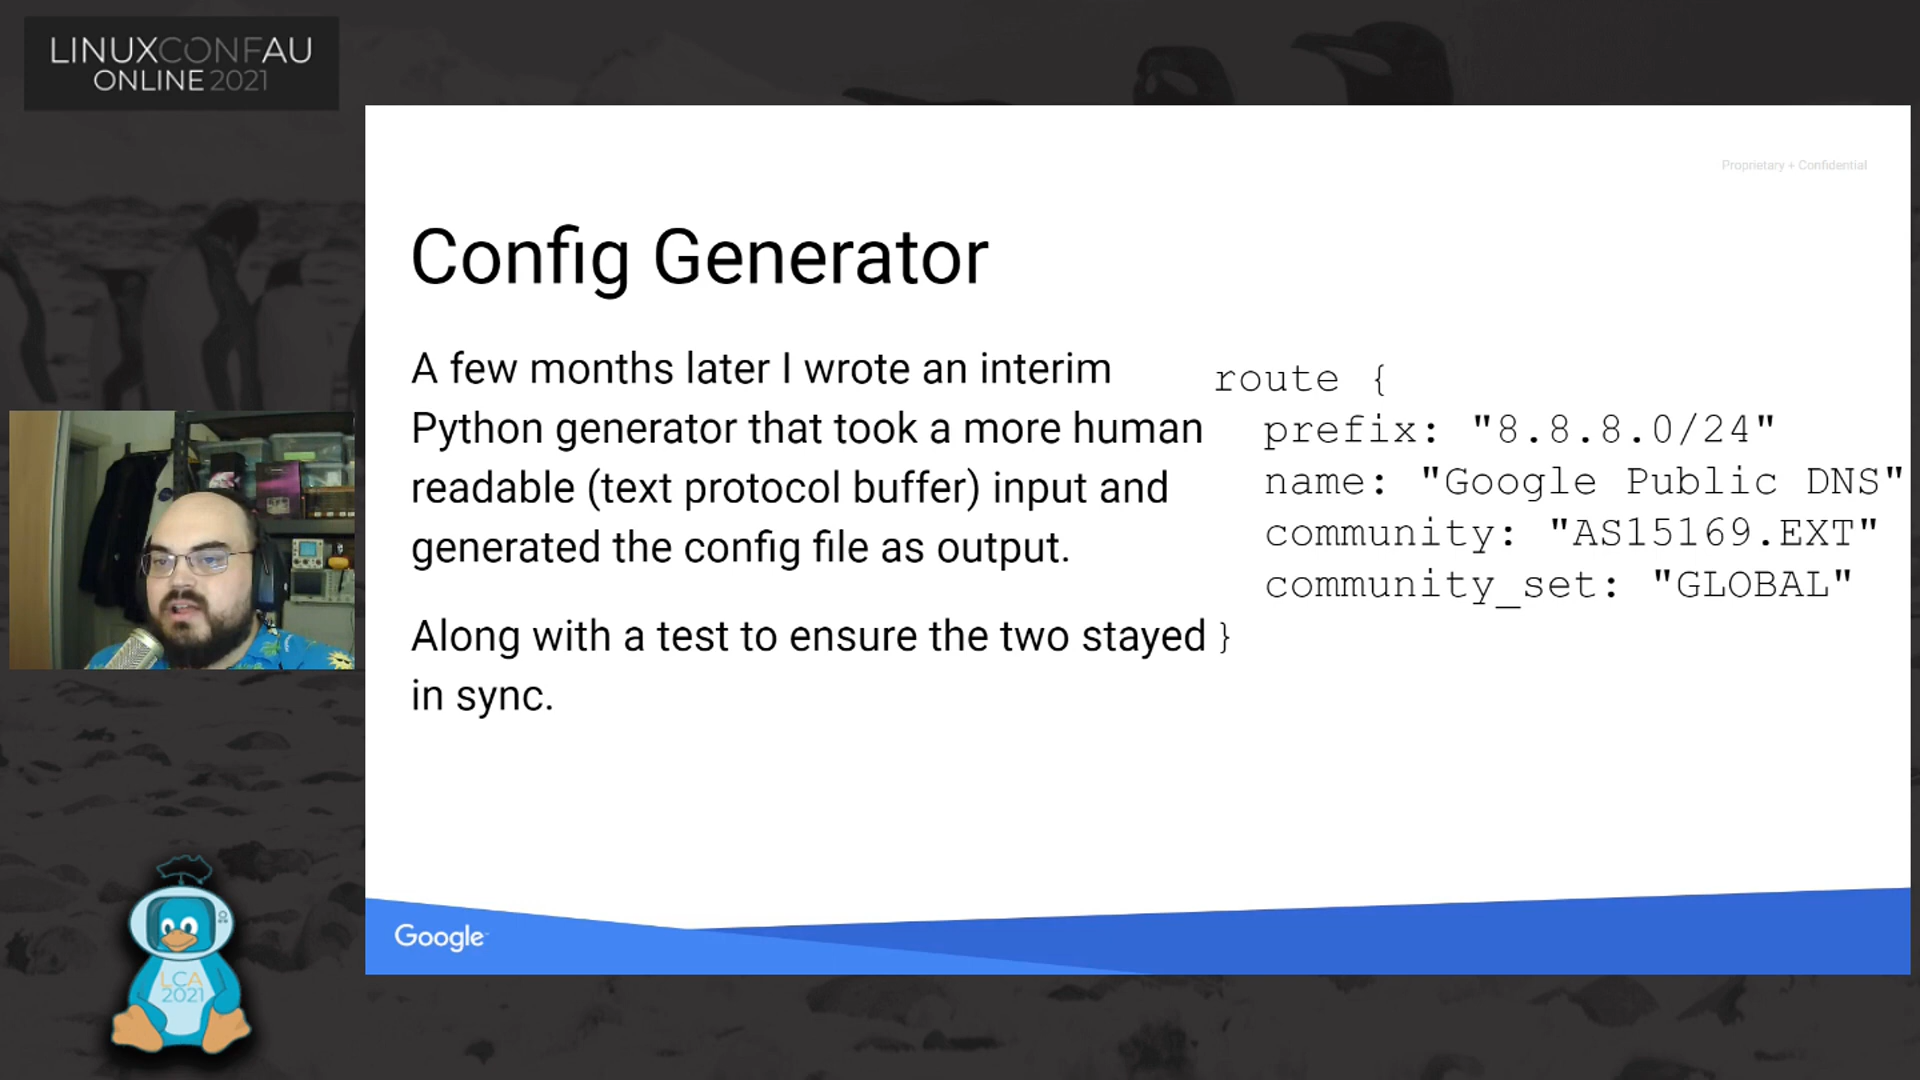 LINUXCONFAU
ONLINE 2021
Proprietary + Confidential
Config Generator
A few months later I wrote an interim
Python generator that took a more human
readable (text protocol buffer) input and
generated the config file as output.
Along with a test to ensure the two stayed
in sync.
route {
prefix: "8.8.8.0/24"
name: "Google Public DNS"
community: "AS15169.EXT"
community_set: "GLOBAL"
}
Google
LCA
2021